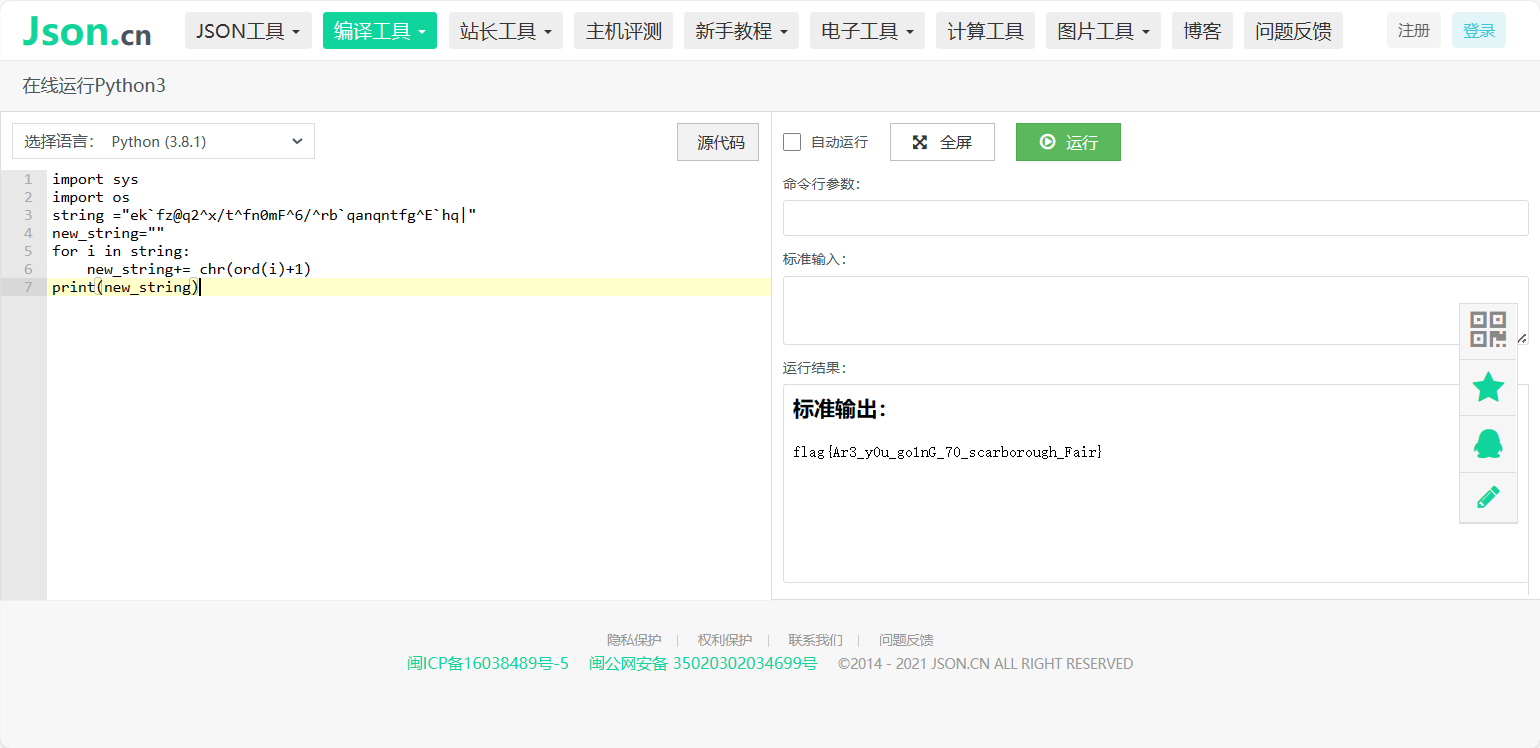 Json.cn JSON工具 编译工具 站长工具 主机评测 新手教程 电子工具 计算工具 图片工具 博客 问题反馈 注册 登录
在线运行Python3
选择语言: Python (3.8.1) 源代码
1 import sys
2 import os
3 string ="ek`fz@q2^x/t^fn0mF^6/^rb`qanqntfg^E`hq|"
4 new_string=""
5 for i in string:
6     new_string+= chr(ord(i)+1)
7 print(new_string)
自动运行 全屏 运行
命令行参数:
标准输入:
运行结果:
标准输出:
flag{Ar3_y0u_go1nG_70_scarborough_Fair}
隐私保护 | 权利保护 | 联系我们 | 问题反馈
闽ICP备16038489号-5 闽公网安备 35020302034699号 ©2014 - 2021 JSON.CN ALL RIGHT RESERVED